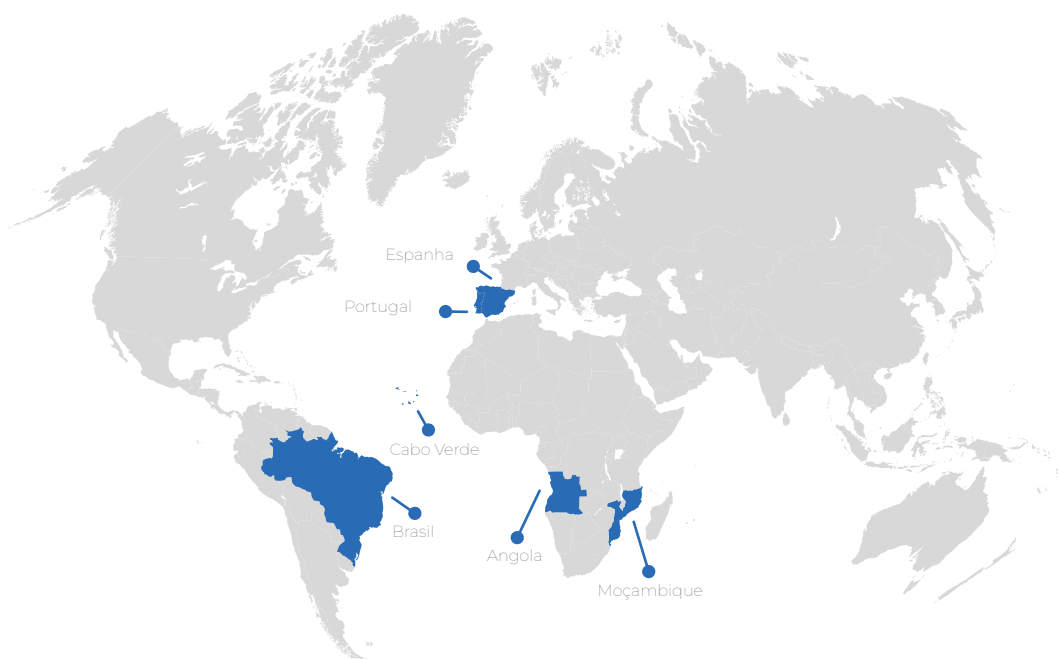 Espanha
Portugal
Cabo Verde
Brasil
Angola
Moçambique